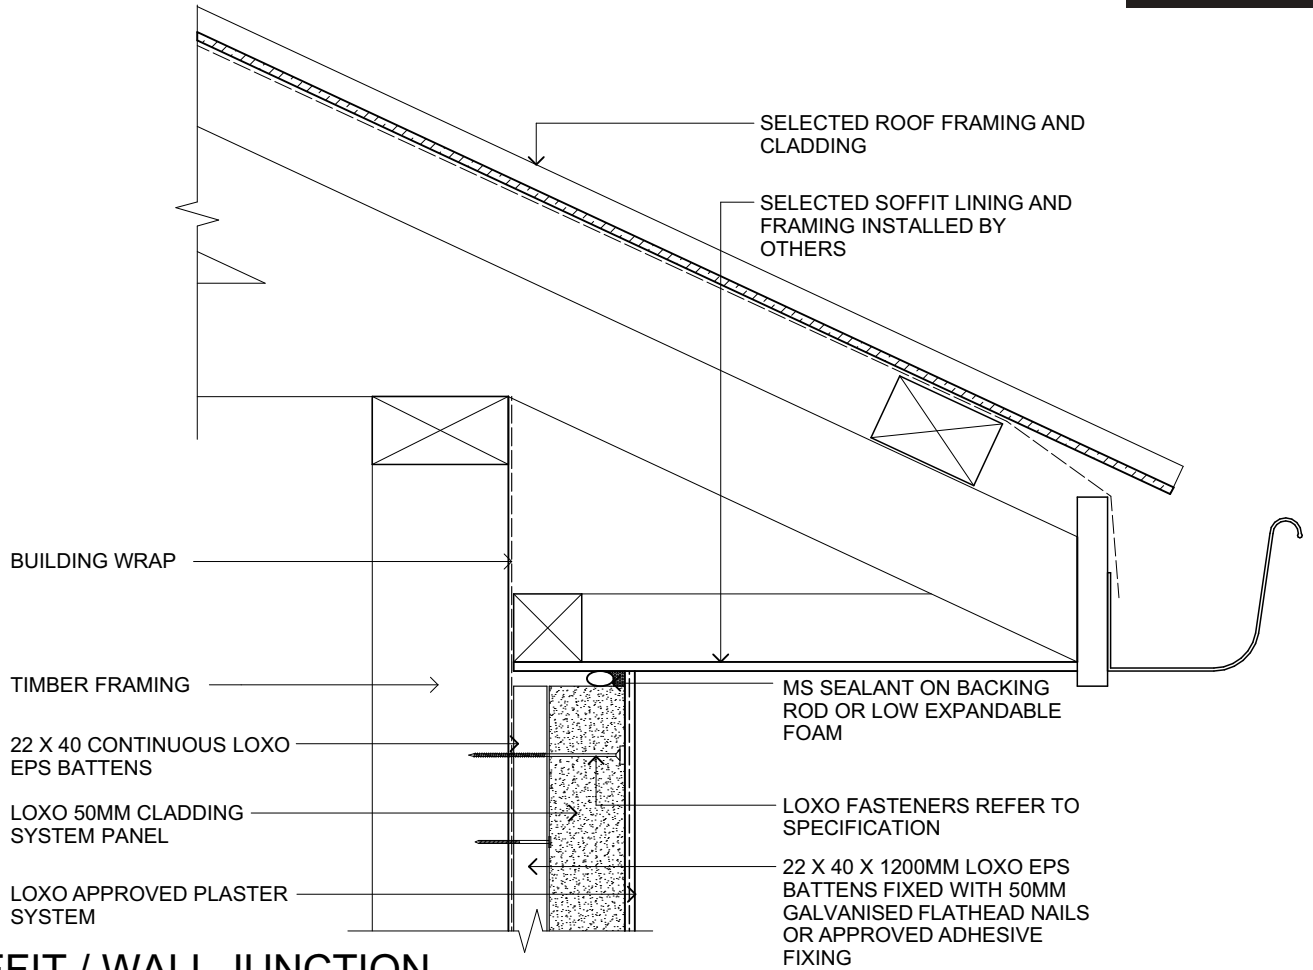 SELECTED ROOF FRAMING AND
CLADDING
SELECTED SOFFIT LINING AND
FRAMING INSTALLED BY
OTHERS
BUILDING WRAP
TIMBER FRAMING
22 X 40 CONTINUOUS LOXO
EPS BATTENS
LOXO 50MM CLADDING
SYSTEM PANEL
LOXO APPROVED PLASTER
SYSTEM
MS SEALANT ON BACKING
ROD OR LOW EXPANDABLE
FOAM
LOXO FASTENERS REFER TO
SPECIFICATION
22 X 40 X 1200MM LOXO EPS
BATTENS FIXED WITH 50MM
GALVANISED FLATHEAD NAILS
OR APPROVED ADHESIVE
FIXING
/ WALL JUNCTION